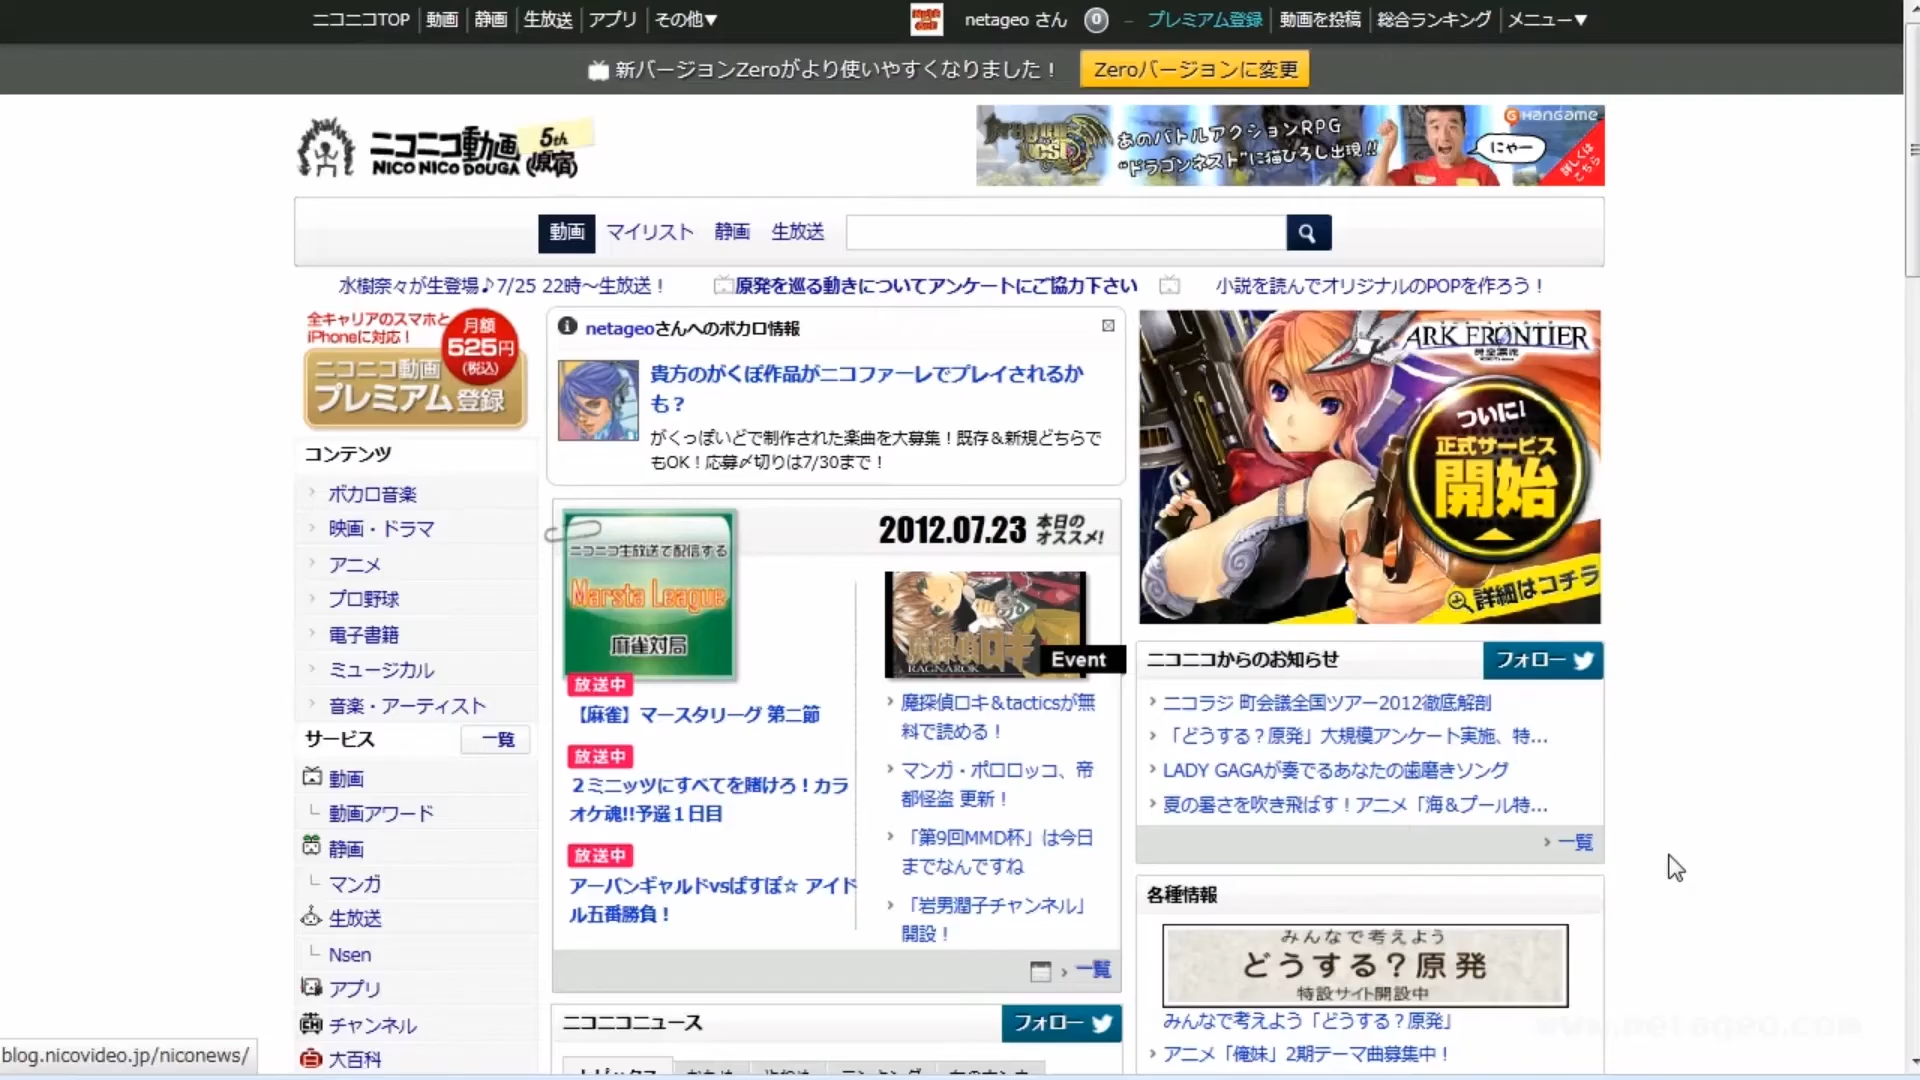 ニコニコTOP 動画 静画 生放送 アプリ その他▼
netageo さん 0 プレミアム登録 動画を投稿 総合ランキング メニュー▼
新バージョンZeroがより使いやすくなりました！ Zeroバージョンに変更
ニコニコ動画 5th
NICO NICO DOUGA (原宿)
あのバトルアクションRPG
"ドラゴンネスト"に猫ひろし出現!!
にゃー
Hangame
詳しくは
こちら
動画 マイリスト 静画 生放送
水樹奈々が生登場♪7/25 22時～生放送！
原発を巡る動きについてアンケートにご協力下さい
小説を読んでオリジナルのPOPを作ろう！
全キャリアのスマホと
iPhoneに対応！
月額
525円
(税込)
ニコニコ動画
プレミアム登録
コンテンツ
ボカロ音楽
映画・ドラマ
アニメ
プロ野球
電子書籍
ミュージカル
音楽・アーティスト
サービス 一覧
動画
動画アワード
静画
マンガ
生放送
Nsen
アプリ
チャンネル
大百科
netageoさんへのボカロ情報
貴方のがくぽ作品がニコファーレでプレイされるか
も？
がくっぽいどで制作された楽曲を大募集！既存＆新規どちらで
もOK！応募〆切りは7/30まで！
2012.07.23 本日の
オススメ!
ニコニコ生放送で配信する
Marsta League
麻雀対局
放送中
【麻雀】マースタリーグ 第二節
放送中
２ミニッツにすべてを賭けろ！カラ
オケ魂!!予選１日目
放送中
アーバンギャルドvsぱすぽ☆ アイド
ル五番勝負！
魔探偵ロキ
RAGNAROK
Event
魔探偵ロキ＆tacticsが無
料で読める！
マンガ・ポロロッコ、帝
都怪盗 更新！
「第9回MMD杯」は今日
までなんですね
「岩男潤子チャンネル」
開設！
一覧
ニコニコニュース フォロー
ARK FRONTIER
ついに!
正式サービス
開始
詳細はコチラ
ニコニコからのお知らせ フォロー
ニコラジ 町会議全国ツアー2012徹底解剖
「どうする？原発」大規模アンケート実施、特...
LADY GAGAが奏でるあなたの歯磨きソング
夏の暑さを吹き飛ばす！アニメ「海＆プール特...
一覧
各種情報
みんなで考えよう
どうする？原発
特設サイト開設中
みんなで考えよう「どうする？原発」
アニメ「俺妹」2期テーマ曲募集中！
blog.nicovideo.jp/niconews/